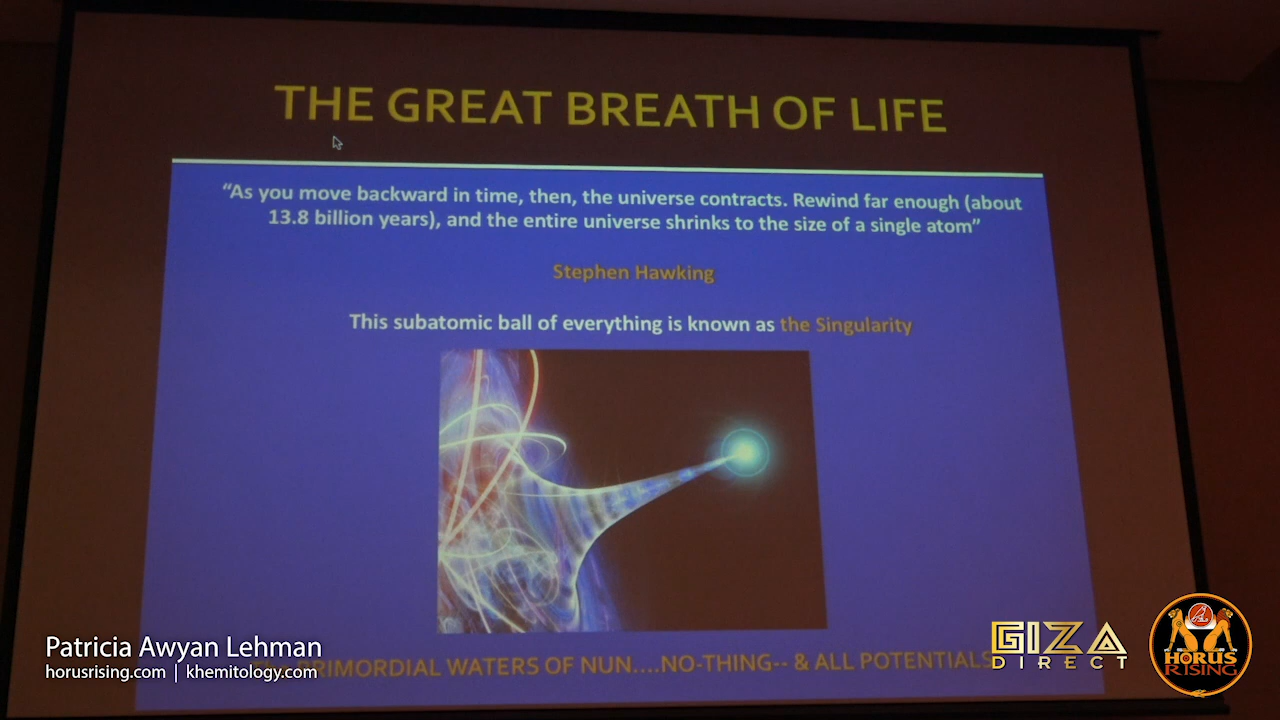 THE GREAT BREATH OF LIFE
“As you move backward in time, then, the universe contracts. Rewind far enough (about
13.8 billion years), and the entire universe shrinks to the size of a single atom”
Stephen Hawking
This subatomic ball of everything is known as the Singularity
PRIMORDIAL WATERS OF NUN....NO-THING-- & ALL POTENTIALS
Patricia Awyan Lehman
horusrising.com | khemitology.com
GIZA
DIRECT
HORUS
RISING